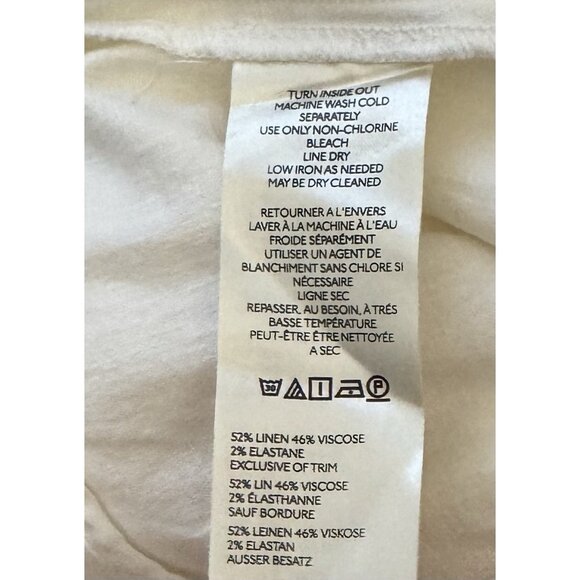 TURN INSIDE OUT
MACHINE WASH COLD
SEPARATELY
USE ONLY NON-CHLORINE
BLEACH
LINE DRY
LOW IRON AS NEEDED
MAY BE DRY CLEANED
RETOURNER A L'ENVERS
LAVER À LA MACHINE À L'EAU
FROIDE SÉPARÉMENT
UTILISER UN AGENT DE
BLANCHIMENT SANS CHLORE SI
NÉCESSAIRE
LIGNE SEC
REPASSER, AU BESOIN, À TRÉS
BASSE TEMPÉRATURE
PEUT-ÊTRE ÊTRE NETTOYÉE
A SEC
30 P
52% LINEN 46% VISCOSE
2% ELASTANE
EXCLUSIVE OF TRIM
52% LIN 46% VISCOSE
2% ÉLASTHANNE
SAUF BORDURE
52% LEINEN 46% VISKOSE
2% ELASTAN
AUSSER BESATZ